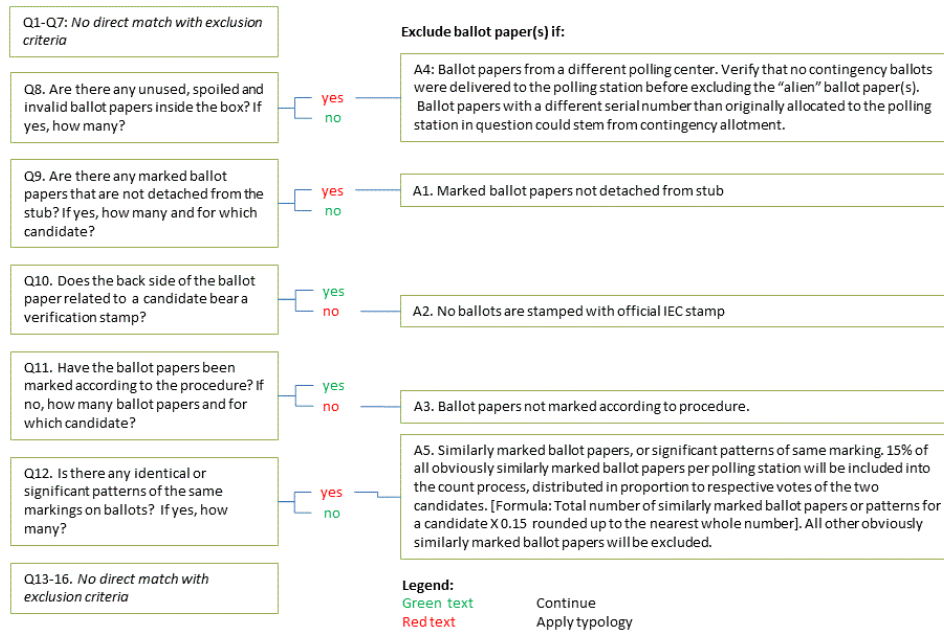 Q1-Q7: No direct match with exclusion
criteria
Exclude ballot paper(s) if:
Q8. Are there any unused, spoiled and
invalid ballot papers inside the box? If
yes, how many?
yes
no
A4: Ballot papers from a different polling center. Verify that no contingency ballots
were delivered to the polling station before excluding the “alien” ballot paper(s).
Ballot papers with a different serial number than originally allocated to the polling
station in question could stem from contingency allotment.
Q9. Are there any marked ballot
papers that are not detached from the
stub? If yes, how many and for which
candidate?
yes
no
A1. Marked ballot papers not detached from stub
Q10. Does the back side of the ballot
paper related to a candidate bear a
verification stamp?
yes
no
A2. No ballots are stamped with official IEC stamp
Q11. Have the ballot papers been
marked according to the procedure? If
no, how many ballot papers and for
which candidate?
yes
no
A3. Ballot papers not marked according to procedure.
Q12. Is there any identical or
significant patterns of the same
markings on ballots? If yes, how
many?
yes
no
A5. Similarly marked ballot papers, or significant patterns of same marking. 15% of
all obviously similarly marked ballot papers per polling station will be included into
the count process, distributed in proportion to respective votes of the two
candidates. [Formula: Total number of similarly marked ballot papers or patterns for
a candidate X 0.15 rounded up to the nearest whole number]. All other obviously
similarly marked ballot papers will be excluded.
Q13-16. No direct match with
exclusion criteria
Legend:
Green text Continue
Red text Apply typology